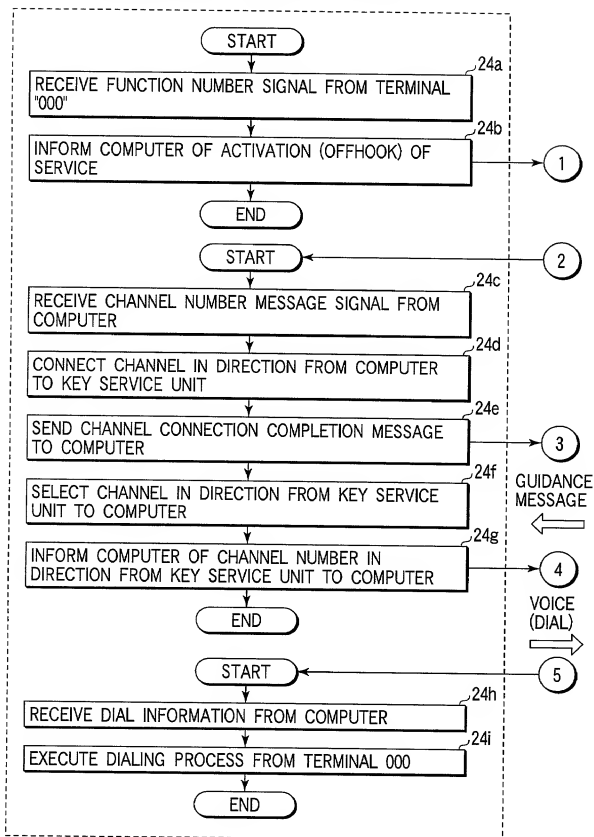 START
24a
RECEIVE FUNCTION NUMBER SIGNAL FROM TERMINAL
"000"
24b
INFORM COMPUTER OF ACTIVATION (OFFHOOK) OF
SERVICE
1
END
START
2
24c
RECEIVE CHANNEL NUMBER MESSAGE SIGNAL FROM
COMPUTER
24d
CONNECT CHANNEL IN DIRECTION FROM COMPUTER
TO KEY SERVICE UNIT
24e
SEND CHANNEL CONNECTION COMPLETION MESSAGE
TO COMPUTER
3
24f
SELECT CHANNEL IN DIRECTION FROM KEY SERVICE
UNIT TO COMPUTER
GUIDANCE
MESSAGE
24g
INFORM COMPUTER OF CHANNEL NUMBER IN
DIRECTION FROM KEY SERVICE UNIT TO COMPUTER
4
END
VOICE
(DIAL)
START
5
24h
RECEIVE DIAL INFORMATION FROM COMPUTER
24i
EXECUTE DIALING PROCESS FROM TERMINAL 000
END